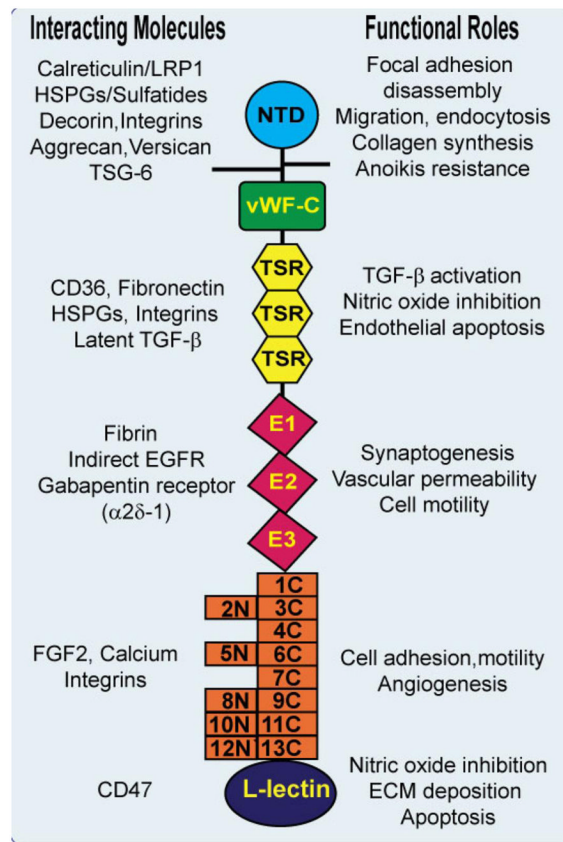 Interacting Molecules
Functional Roles
Calreticulin/LRP1
HSPGs/Sulfatides
Decorin,Integrins
Aggrecan,Versican
TSG-6
NTD
Focal adhesion
disassembly
Migration, endocytosis
Collagen synthesis
Anoikis resistance
vWF-C
CD36, Fibronectin
HSPGs, Integrins
Latent TGF-β
TSR
TSR
TSR
TGF-β activation
Nitric oxide inhibition
Endothelial apoptosis
Fibrin
Indirect EGFR
Gabapentin receptor
(α2δ-1)
E1
E2
E3
Synaptogenesis
Vascular permeability
Cell motility
FGF2, Calcium
Integrins
1C
2N 3C
4C
5N 6C
7C
8N 9C
10N 11C
12N 13C
Cell adhesion,motility
Angiogenesis
CD47
L-lectin
Nitric oxide inhibition
ECM deposition
Apoptosis